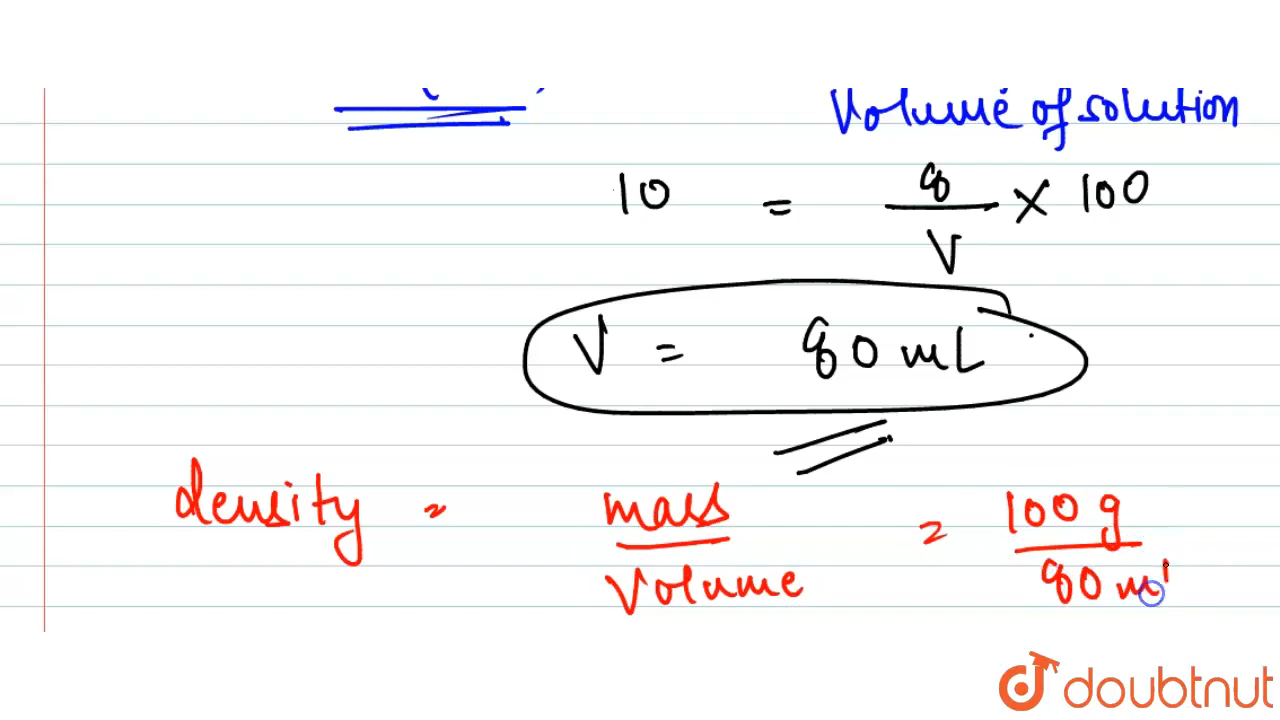 Volume of solution
10 = 8/V × 100
V = 80 mL
density = mass/Volume = 100 g/80 ml
doubtnut